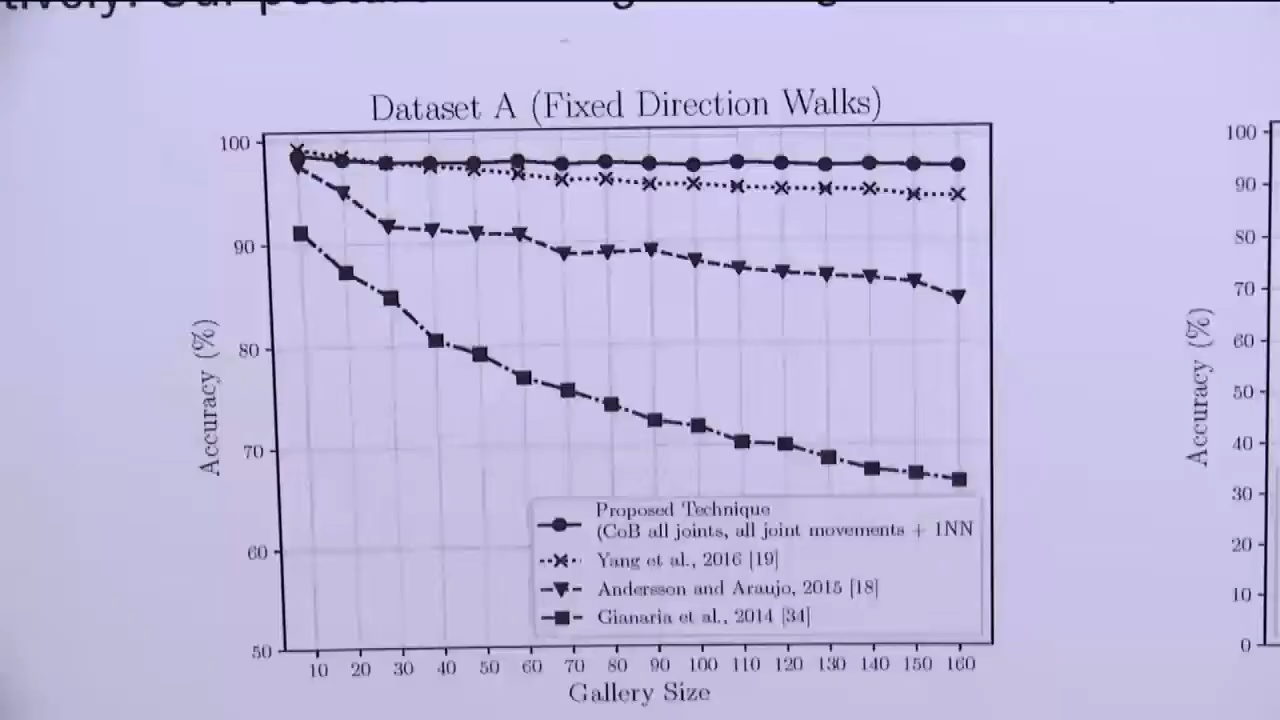 Dataset A (Fixed Direction Walks)
100
90
80
70
60
50
Accuracy (%)
10 20 30 40 50 60 70 80 90 100 110 120 130 140 150 160
Gallery Size
Proposed Technique
(CoB all joints, all joint movements + 1NN
Yang et al., 2016 [19]
Andersson and Araujo, 2015 [18]
Gianaria et al., 2014 [34]
100
90
80
70
60
50
40
30
20
10
0
Accuracy (%)